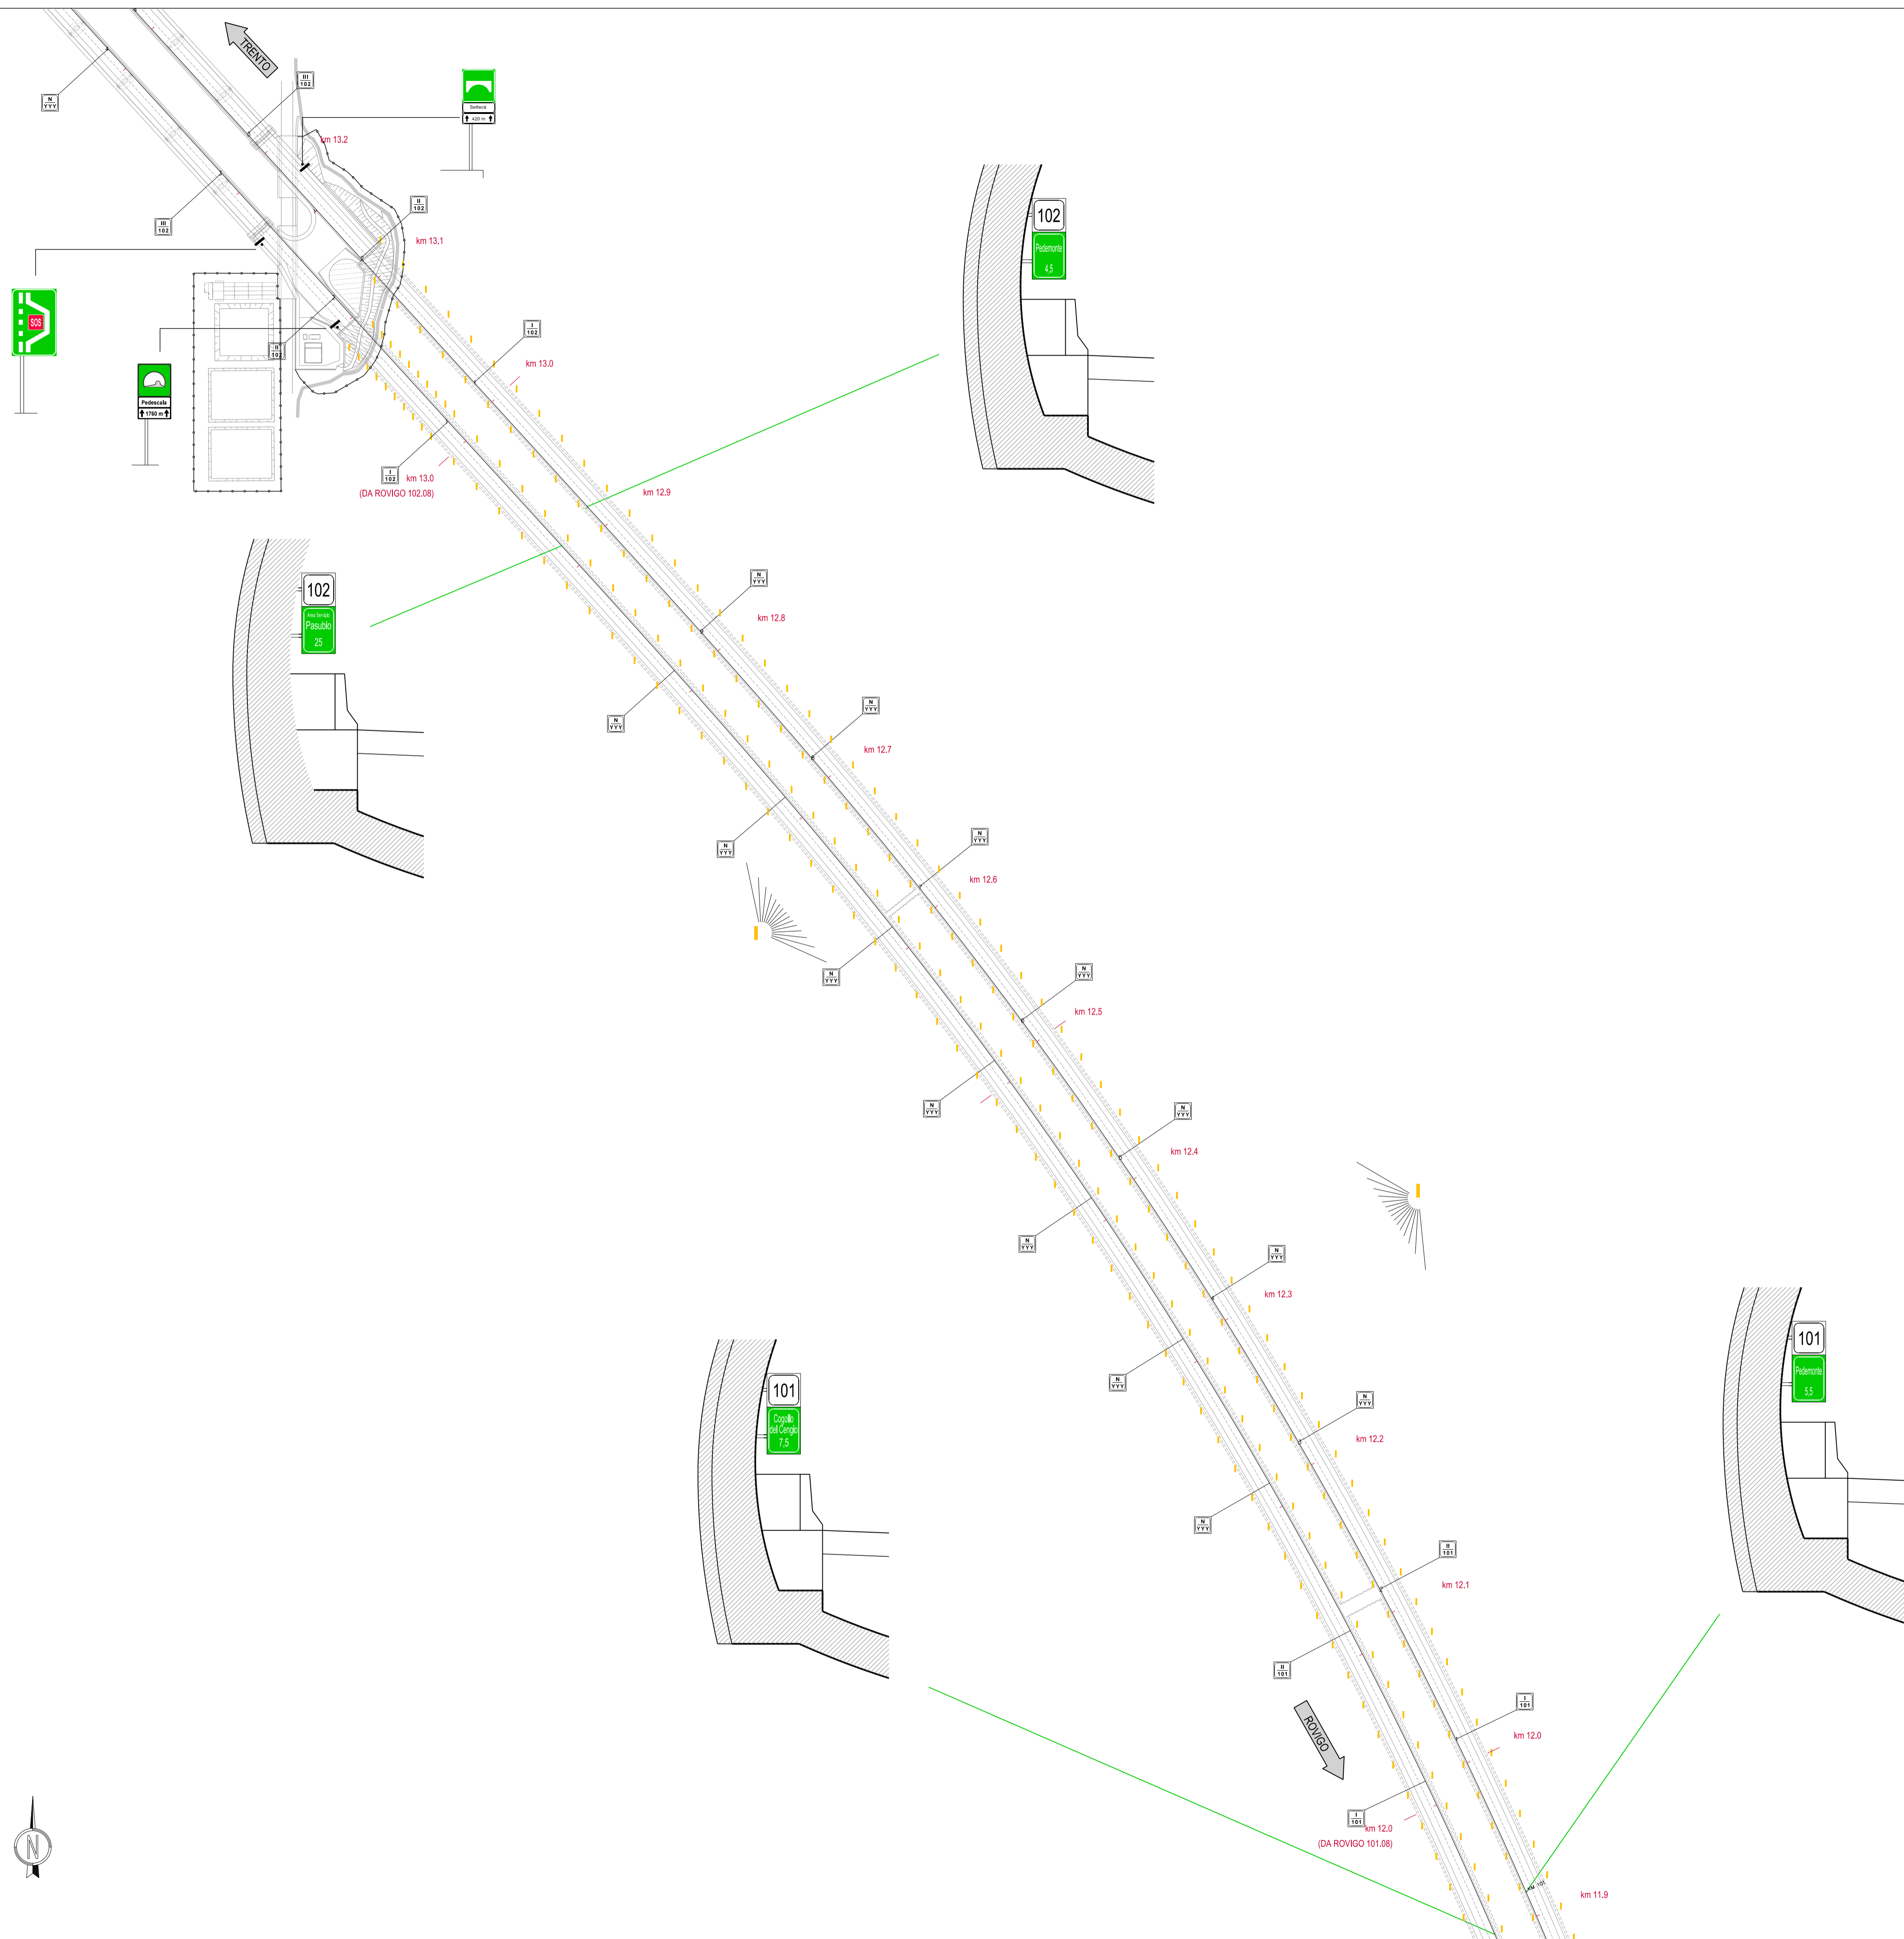 TRENTO
III
102
N
YYY
Settecà
420 m
km 13.2
II
102
III
102
km 13.1
102
Pedemonte
4,5
SOS
I
102
II
102
km 13.0
Pedescala
1760 m
I
102
km 13.0
(DA ROVIGO 102.08)
km 12.9
102
Area Servizio
Pasubio
25
N
YYY
km 12.8
N
YYY
N
YYY
km 12.7
N
YYY
N
YYY
km 12.6
N
YYY
N
YYY
km 12.5
N
YYY
N
YYY
km 12.4
N
YYY
N
YYY
km 12.3
101
Pedemonte
5,5
N
YYY
101
Cogollo
del Cengio
7,5
N
YYY
km 12.2
N
YYY
II
101
km 12.1
II
101
I
101
ROVIGO
km 12.0
I
101
km 12.0
(DA ROVIGO 101.08)
N
KM 101
km 11.9